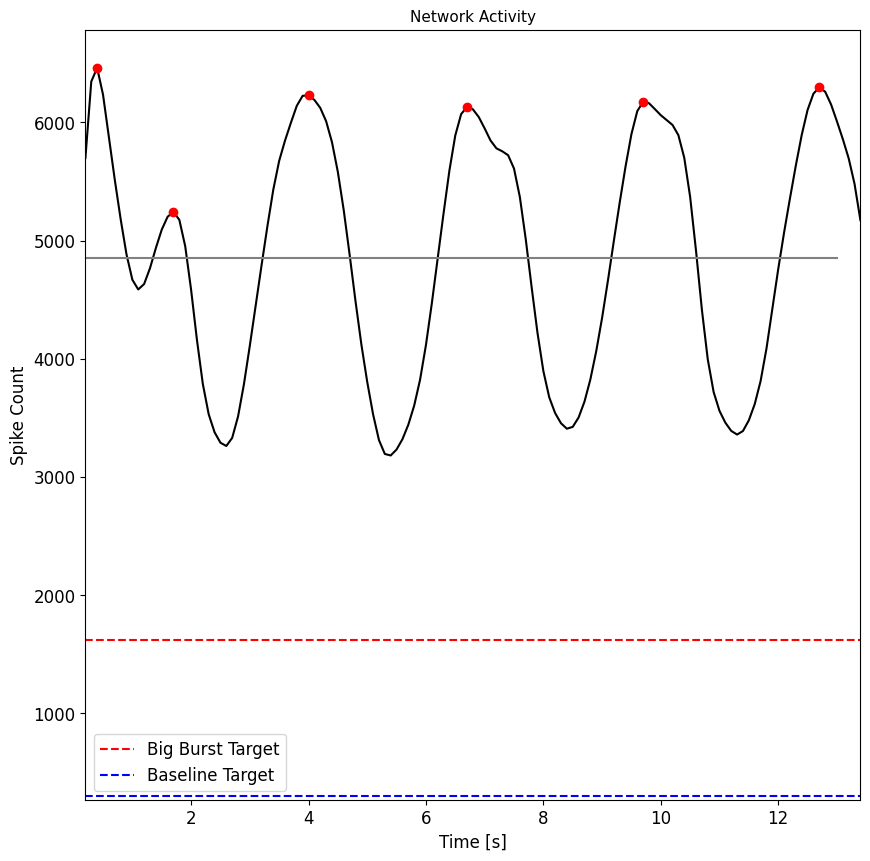 Network Activity
6000
5000
4000
3000
2000
1000
Spike Count
Big Burst Target
Baseline Target
2 4 6 8 10 12
Time [s]